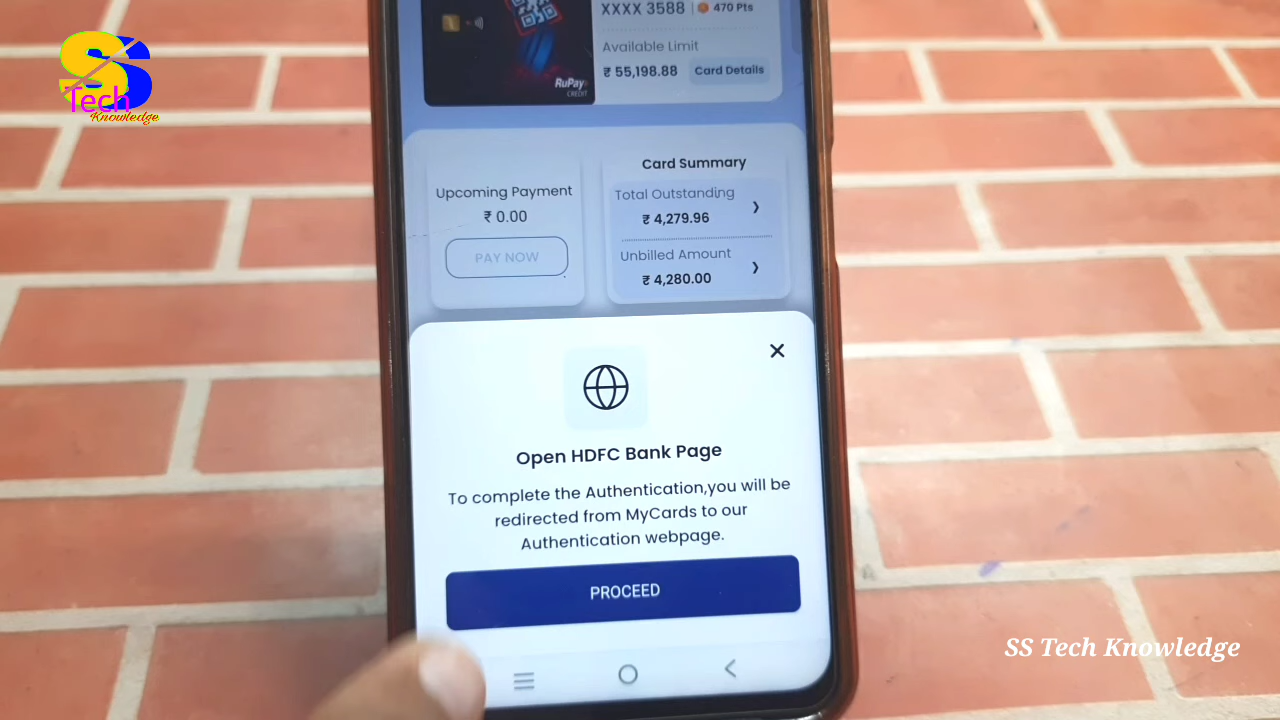 SS
Tech
Knowledge
XXXX 3588 | 470 Pts
Available Limit
₹ 55,198.88 Card Details
RuPay
CREDIT
Card Summary
Upcoming Payment
₹ 0.00
PAY NOW
Total Outstanding
₹ 4,279.96
Unbilled Amount
₹ 4,280.00
Open HDFC Bank Page
To complete the Authentication,you will be
redirected from MyCards to our
Authentication webpage.
PROCEED
SS Tech Knowledge